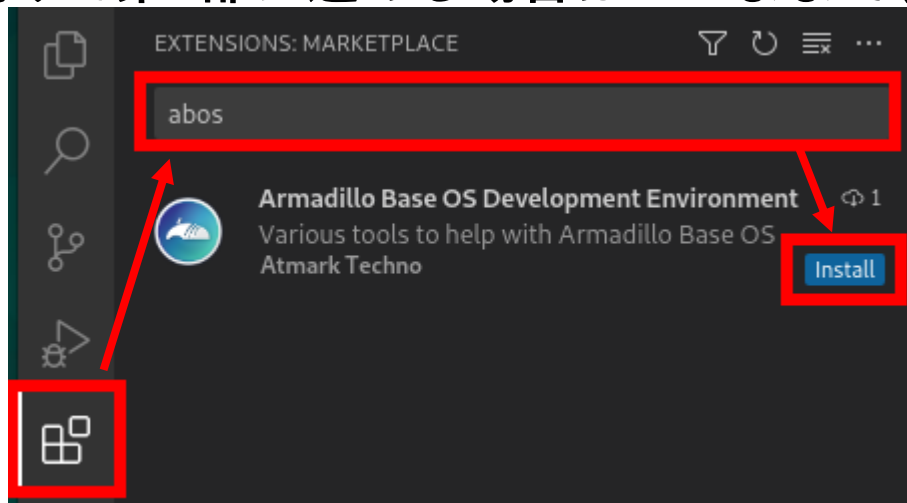 EXTENSIONS: MARKETPLACE
abos
Armadillo Base OS Development Environment 1
Various tools to help with Armadillo Base OS
Atmark Techno
Install